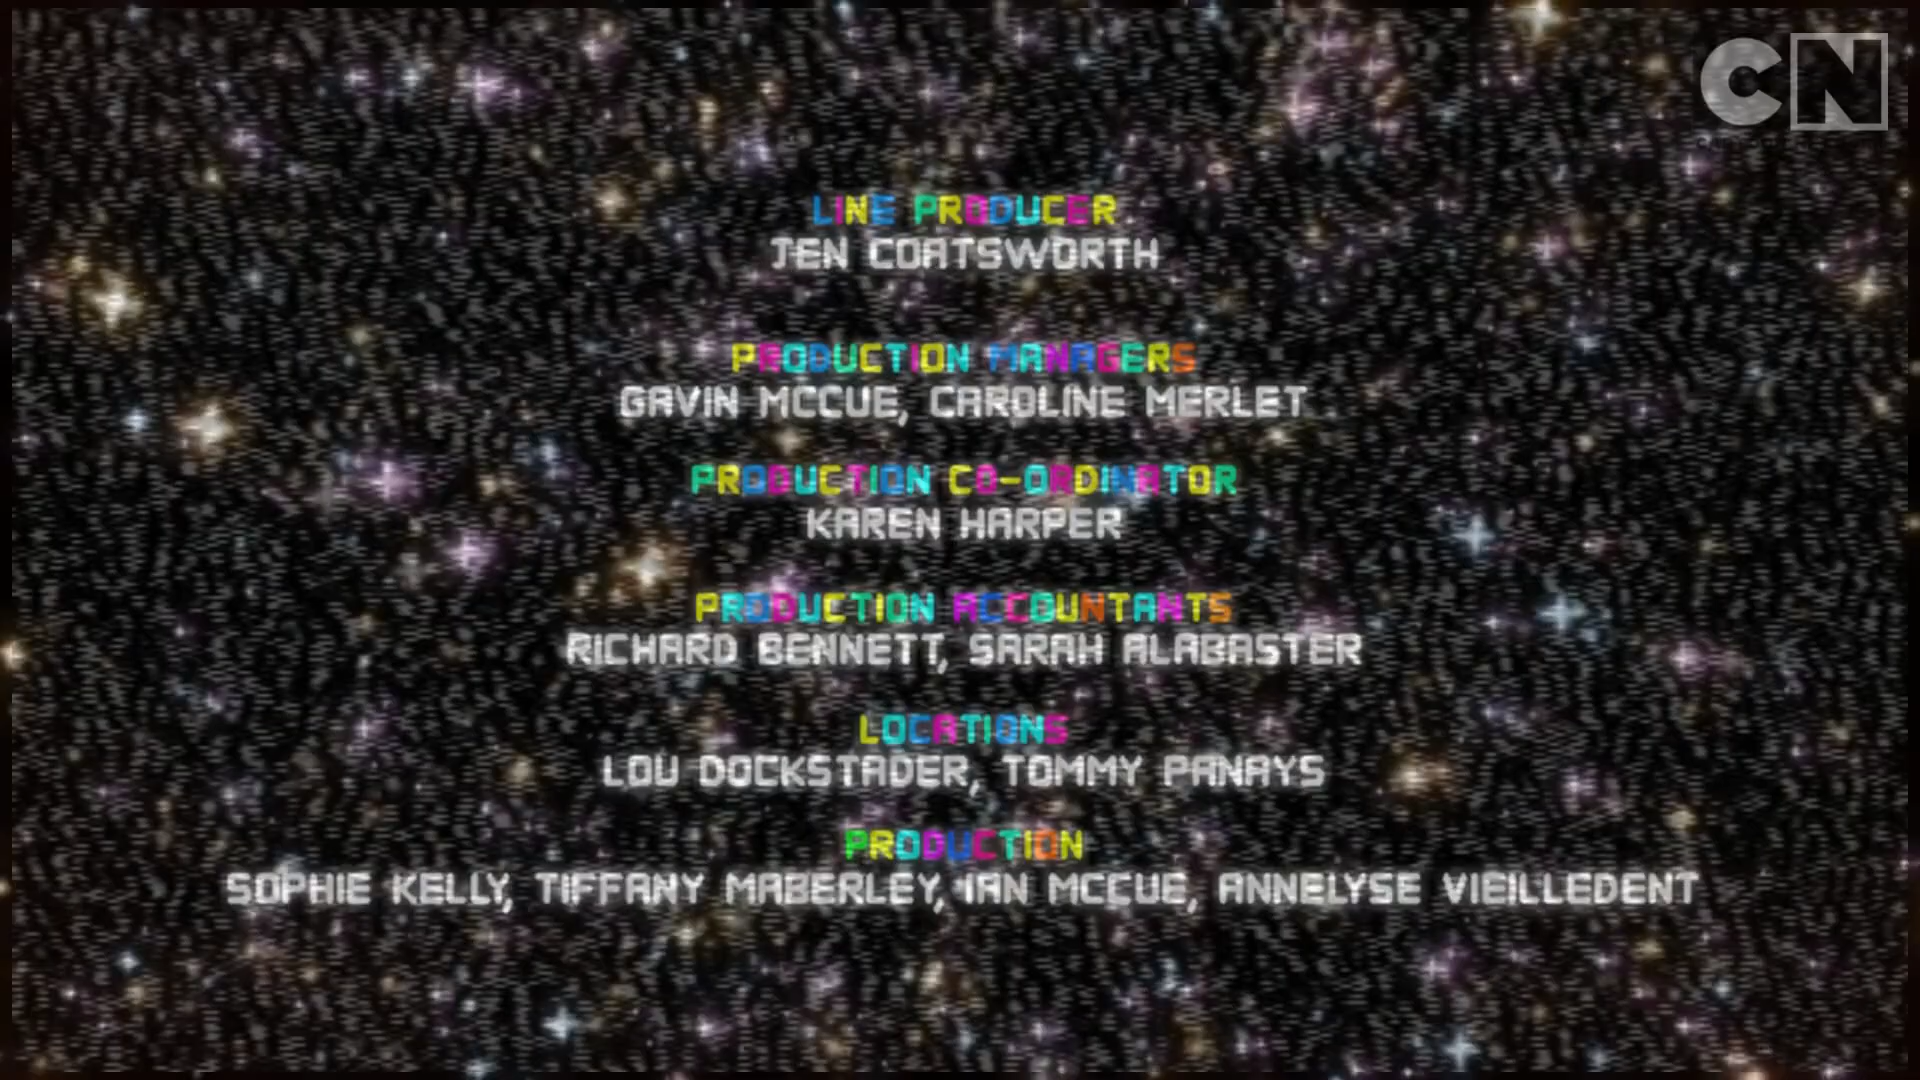 CN
LINE PRODUCER
JEN COATSWORTH
PRODUCTION MANAGERS
GAVIN MCCUE, CAROLINE MERLET
PRODUCTION CO-ORDINATOR
KAREN HARPER
PRODUCTION ACCOUNTANTS
RICHARD BENNETT, SARAH ALABASTER
LOCATIONS
LOU DOCKSTADER, TOMMY PANAYS
PRODUCTION
SOPHIE KELLY, TIFFANY MABERLEY, IAN MCCUE, ANNELYSE VIEILLEDENT